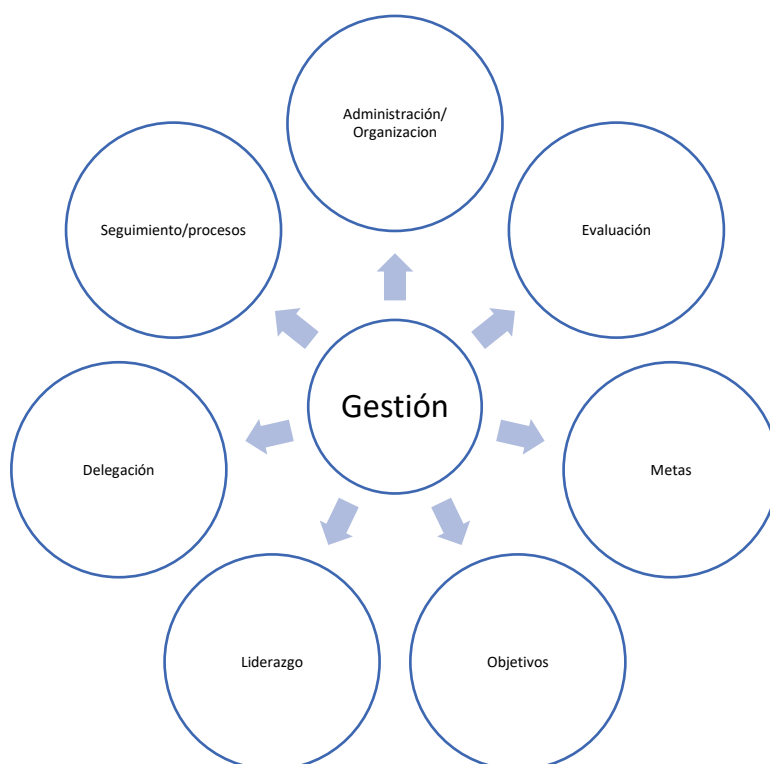 Administración/
Organizacion
Seguimiento/procesos
Evaluación
Gestión
Delegación
Metas
Liderazgo
Objetivos